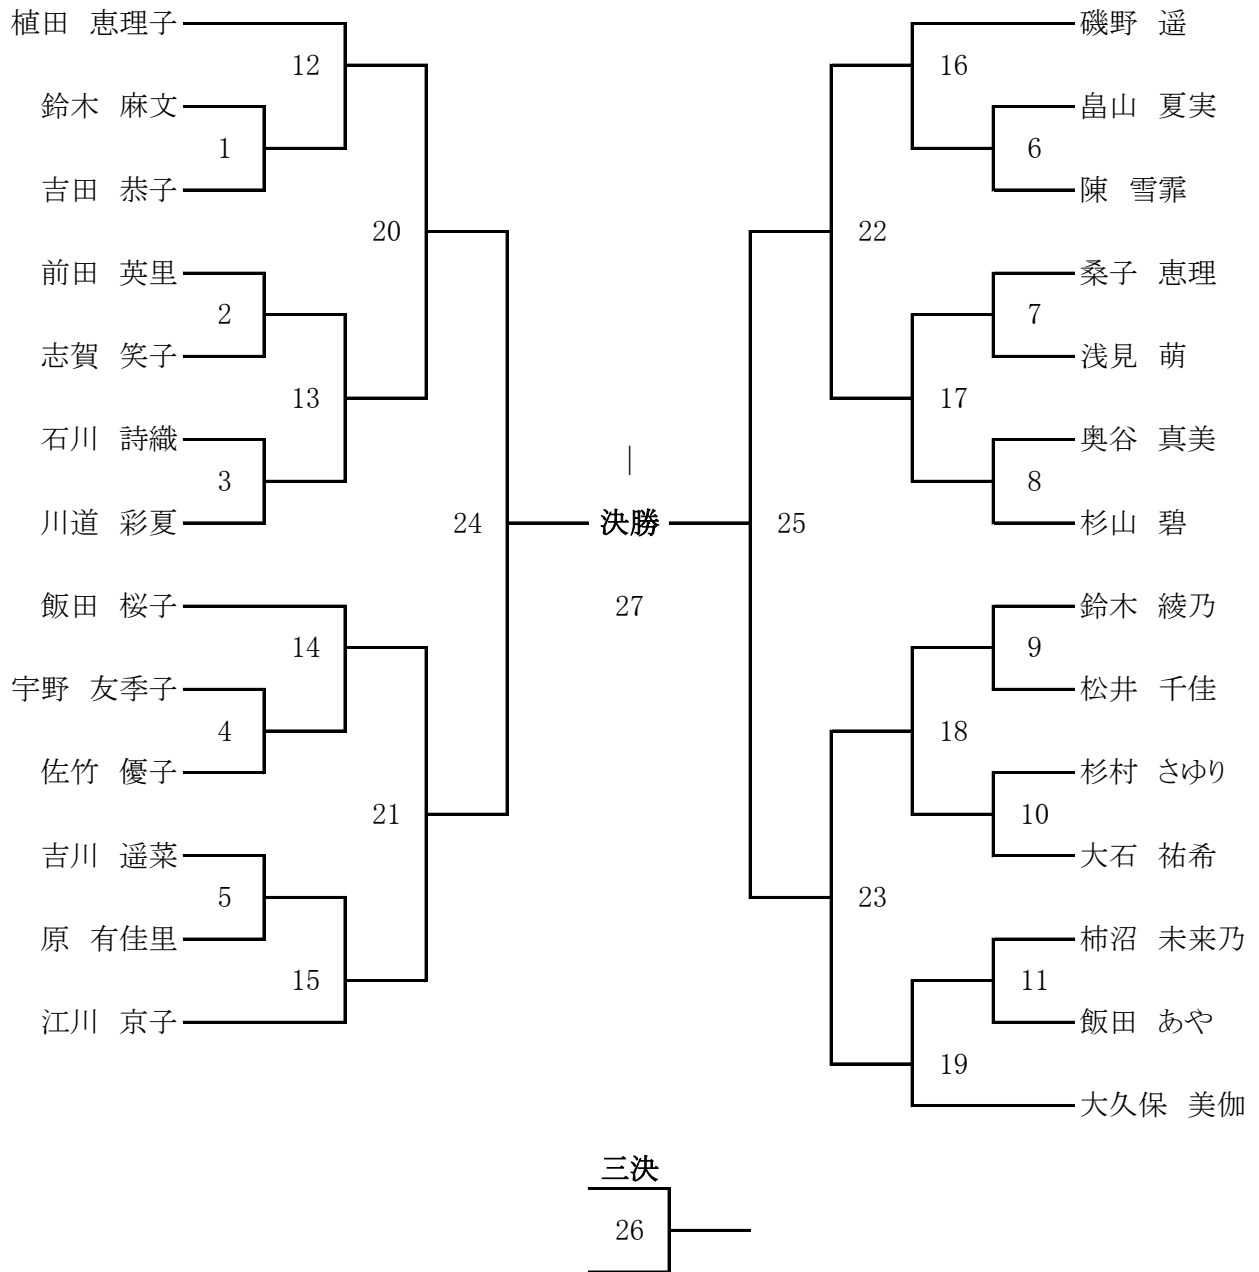 植田 恵理子
12
鈴木 麻文
1
吉田 恭子
20
前田 英里
2
志賀 笑子
13
石川 詩織
3
川道 彩夏
24
飯田 桜子
14
宇野 友季子
4
佐竹 優子
21
吉川 遥菜
5
原 有佳里
15
江川 京子
決勝
27
磯野 遥
16
畠山 夏実
6
陳 雪霏
22
桑子 恵理
7
浅見 萌
17
奥谷 真美
8
杉山 碧
25
鈴木 綾乃
9
松井 千佳
18
杉村 さゆり
10
大石 祐希
23
柿沼 未来乃
11
飯田 あや
19
大久保 美伽
三決
26